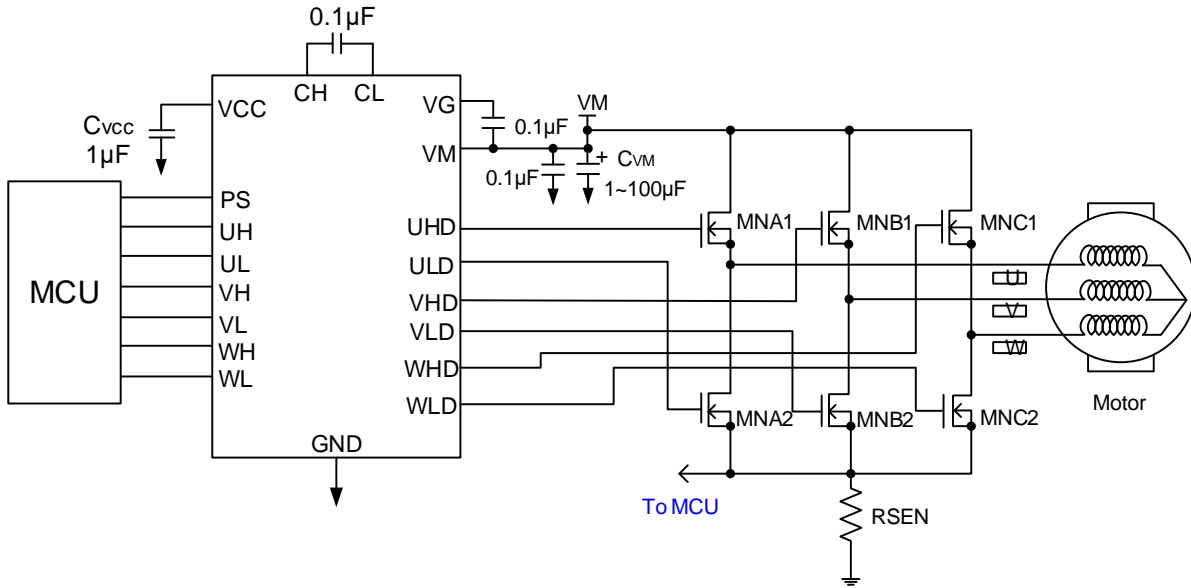 0.1µF
CH
CL
VCC
VG
VM
Cvcc
1µF
0.1µF
VM
0.1µF
+
CVM
1~100µF
MCU
PS
UH
UL
VH
VL
WH
WL
UHD
ULD
VHD
VLD
WHD
WLD
GND
MNA1
MNB1
MNC1
U
V
W
MNA2
MNB2
MNC2
Motor
To MCU
RSEN